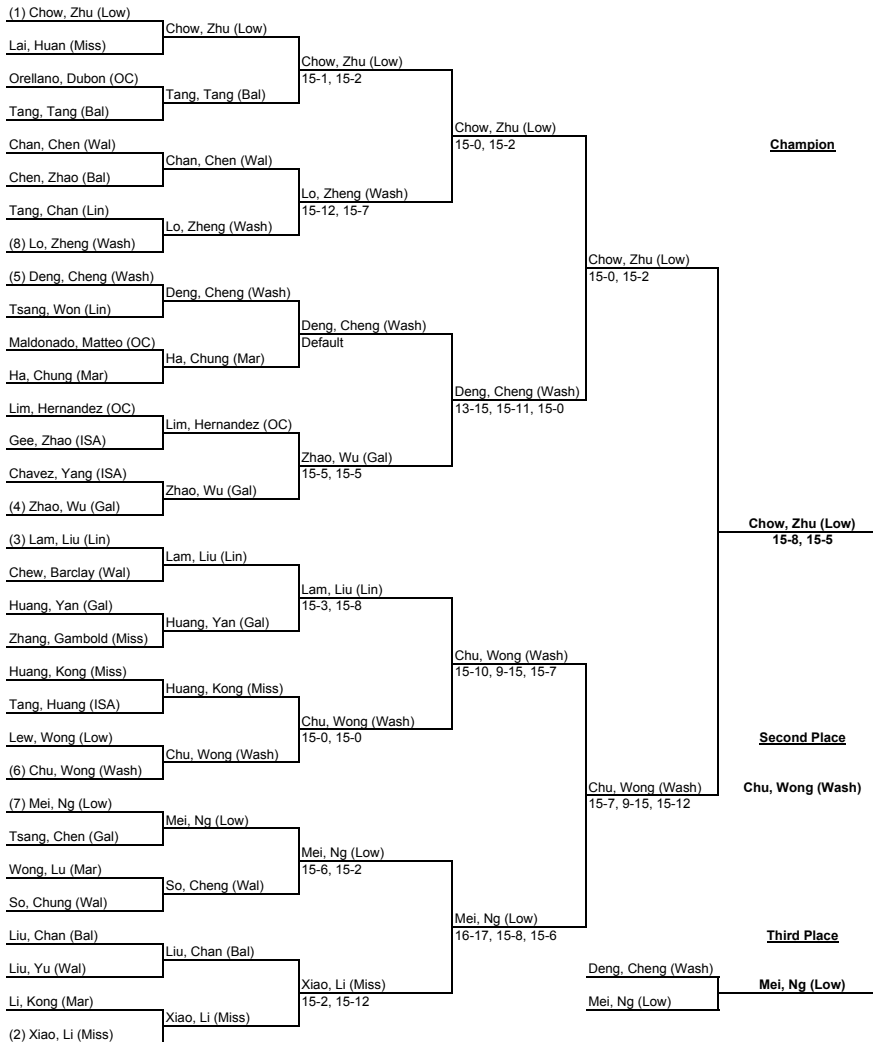 (1) Chow, Zhu (Low)
Chow, Zhu (Low)
Lai, Huan (Miss)
Chow, Zhu (Low)
15-1, 15-2
Orellano, Dubon (OC)
Tang, Tang (Bal)
Tang, Tang (Bal)
Chow, Zhu (Low)
15-0, 15-2
Champion
Chan, Chen (Wal)
Chan, Chen (Wal)
Chen, Zhao (Bal)
Lo, Zheng (Wash)
15-12, 15-7
Tang, Chan (Lin)
Lo, Zheng (Wash)
(8) Lo, Zheng (Wash)
Chow, Zhu (Low)
15-0, 15-2
(5) Deng, Cheng (Wash)
Deng, Cheng (Wash)
Tsang, Won (Lin)
Deng, Cheng (Wash)
Default
Maldonado, Matteo (OC)
Ha, Chung (Mar)
Ha, Chung (Mar)
Deng, Cheng (Wash)
13-15, 15-11, 15-0
Lim, Hernandez (OC)
Lim, Hernandez (OC)
Gee, Zhao (ISA)
Zhao, Wu (Gal)
15-5, 15-5
Chavez, Yang (ISA)
Zhao, Wu (Gal)
(4) Zhao, Wu (Gal)
Chow, Zhu (Low)
15-8, 15-5
(3) Lam, Liu (Lin)
Lam, Liu (Lin)
Chew, Barclay (Wal)
Lam, Liu (Lin)
15-3, 15-8
Huang, Yan (Gal)
Huang, Yan (Gal)
Zhang, Gambold (Miss)
Chu, Wong (Wash)
15-10, 9-15, 15-7
Huang, Kong (Miss)
Huang, Kong (Miss)
Tang, Huang (ISA)
Chu, Wong (Wash)
15-0, 15-0
Lew, Wong (Low)
Second Place
Chu, Wong (Wash)
(6) Chu, Wong (Wash)
Chu, Wong (Wash)
15-7, 9-15, 15-12
Chu, Wong (Wash)
(7) Mei, Ng (Low)
Mei, Ng (Low)
Tsang, Chen (Gal)
Mei, Ng (Low)
15-6, 15-2
Wong, Lu (Mar)
So, Cheng (Wal)
So, Chung (Wal)
Mei, Ng (Low)
16-17, 15-8, 15-6
Liu, Chan (Bal)
Third Place
Liu, Chan (Bal)
Liu, Yu (Wal)
Deng, Cheng (Wash)
Xiao, Li (Miss)
15-2, 15-12
Mei, Ng (Low)
Li, Kong (Mar)
Mei, Ng (Low)
Xiao, Li (Miss)
(2) Xiao, Li (Miss)